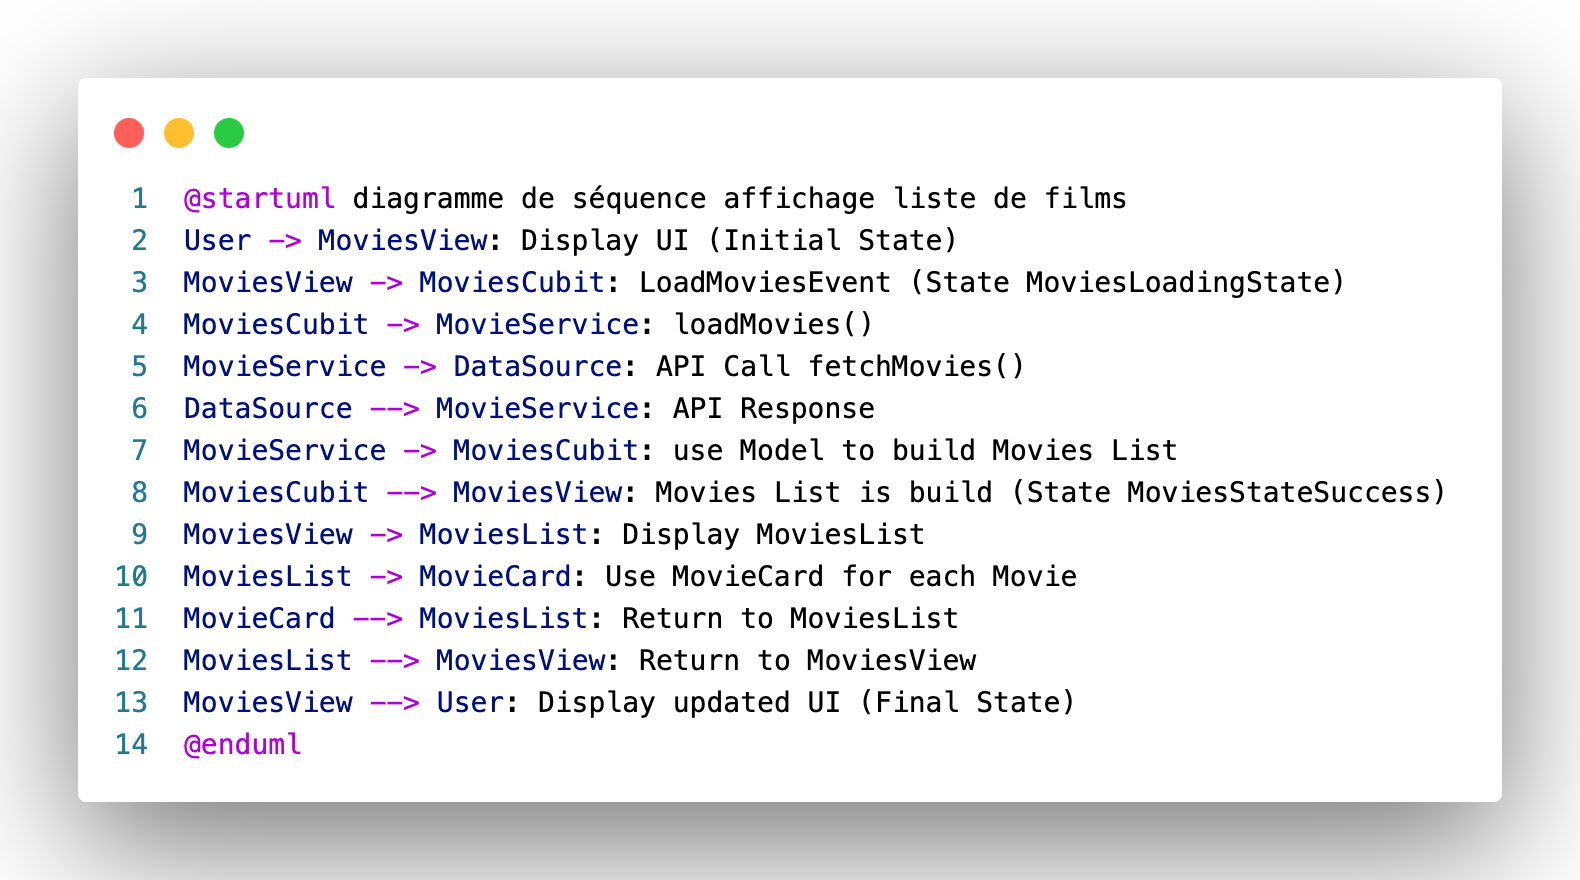 1 @startuml diagramme de séquence affichage liste de films
2 User -> MoviesView: Display UI (Initial State)
3 MoviesView -> MoviesCubit: LoadMoviesEvent (State MoviesLoadingState)
4 MoviesCubit -> MovieService: loadMovies()
5 MovieService -> DataSource: API Call fetchMovies()
6 DataSource --> MovieService: API Response
7 MovieService -> MoviesCubit: use Model to build Movies List
8 MoviesCubit --> MoviesView: Movies List is build (State MoviesStateSuccess)
9 MoviesView -> MoviesList: Display MoviesList
10 MoviesList -> MovieCard: Use MovieCard for each Movie
11 MovieCard --> MoviesList: Return to MoviesList
12 MoviesList --> MoviesView: Return to MoviesView
13 MoviesView --> User: Display updated UI (Final State)
14 @enduml